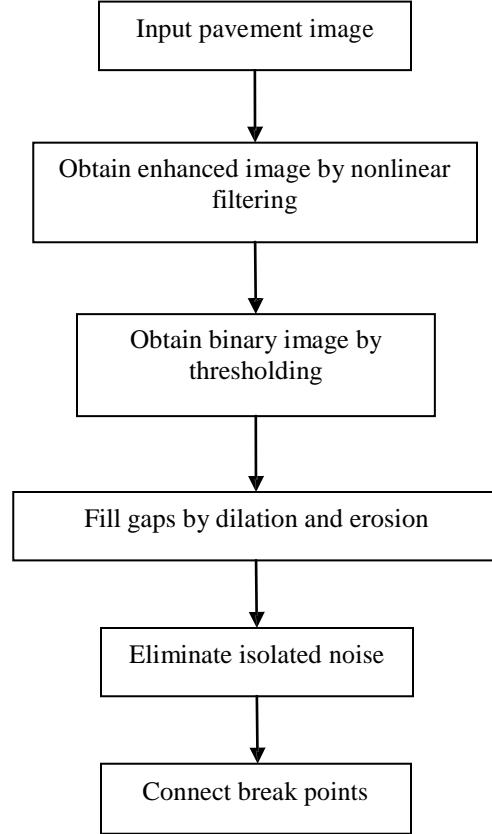 Input pavement image
Obtain enhanced image by nonlinear
filtering
Obtain binary image by
thresholding
Fill gaps by dilation and erosion
Eliminate isolated noise
Connect break points